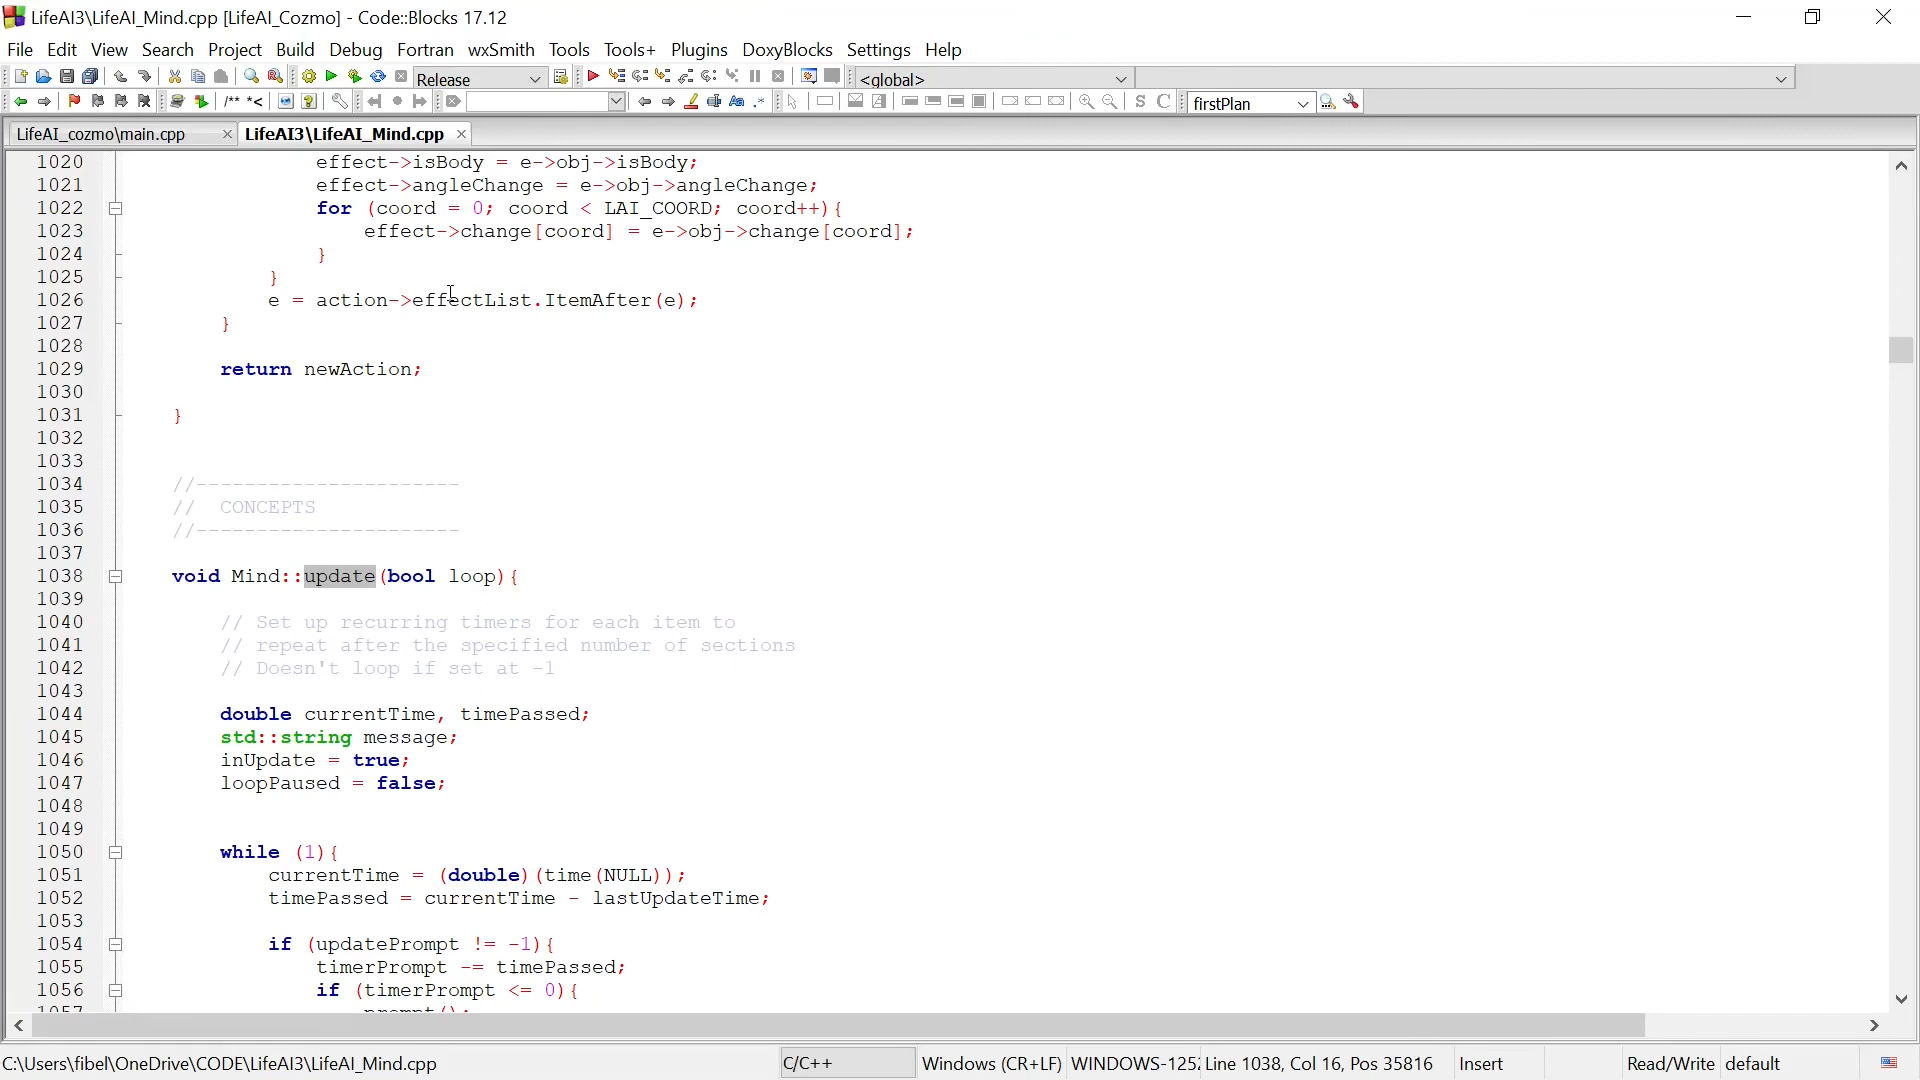 LifeAI3\LifeAI_Mind.cpp [LifeAI_Cozmo] - Code::Blocks 17.12
File Edit View Search Project Build Debug Fortran wxSmith Tools Tools+ Plugins DoxyBlocks Settings Help
Release <global>
/** *< Aa .* S C firstPlan
LifeAI_cozmo\main.cpp LifeAI3\LifeAI_Mind.cpp
1020 effect->isBody = e->obj->isBody;
1021 effect->angleChange = e->obj->angleChange;
1022 for (coord = 0; coord < LAI_COORD; coord++){
1023 effect->change[coord] = e->obj->change[coord];
1024 }
1025 }
1026 e = action->effectList.ItemAfter(e);
1027 }
1028
1029 return newAction;
1030
1031 }
1032
1033
1034 //----------------------
1035 // CONCEPTS
1036 //----------------------
1037
1038 void Mind::update(bool loop){
1039
1040 // Set up recurring timers for each item to
1041 // repeat after the specified number of sections
1042 // Doesn't loop if set at -1
1043
1044 double currentTime, timePassed;
1045 std::string message;
1046 inUpdate = true;
1047 loopPaused = false;
1048
1049
1050 while (1){
1051 currentTime = (double)(time(NULL));
1052 timePassed = currentTime - lastUpdateTime;
1053
1054 if (updatePrompt != -1){
1055 timerPrompt -= timePassed;
1056 if (timerPrompt <= 0){
1057 prompt();
C:\Users\fibel\OneDrive\CODE\LifeAI3\LifeAI_Mind.cpp C/C++ Windows (CR+LF) WINDOWS-1252 Line 1038, Col 16, Pos 35816 Insert Read/Write default